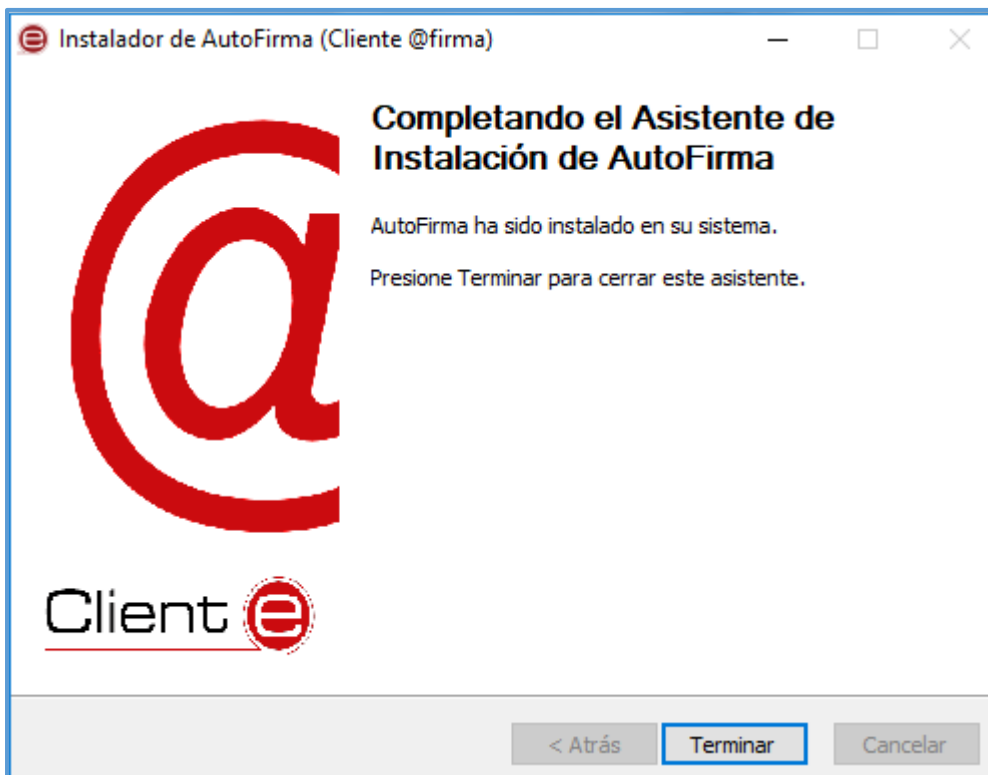 Instalador de AutoFirma (Cliente @firma)
Completando el Asistente de
Instalación de AutoFirma
AutoFirma ha sido instalado en su sistema.
Presione Terminar para cerrar este asistente.
@
Client e
< Atrás Terminar Cancelar